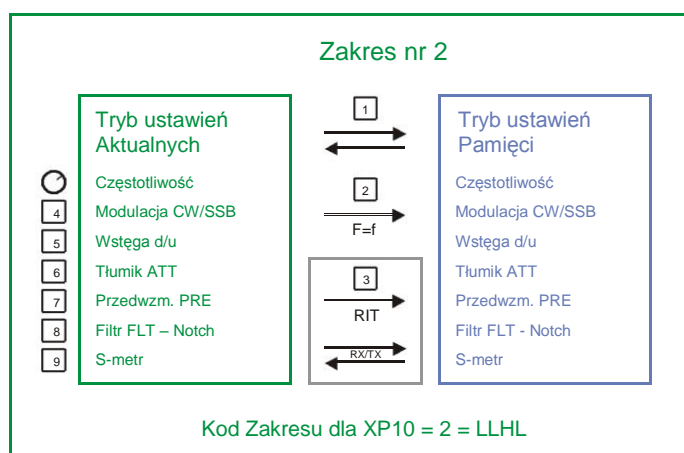 Zakres nr 2
Tryb ustawień
Aktualnych
Częstotliwość
4 Modulacja CW/SSB
5 Wstęga d/u
6 Tłumik ATT
7 Przedwzm. PRE
8 Filtr FLT – Notch
9 S-metr
1
2
F=f
3
RIT
RX/TX
Tryb ustawień
Pamięci
Częstotliwość
Modulacja CW/SSB
Wstęga d/u
Tłumik ATT
Przedwzm. PRE
Filtr FLT - Notch
S-metr
Kod Zakresu dla XP10 = 2 = LLHL